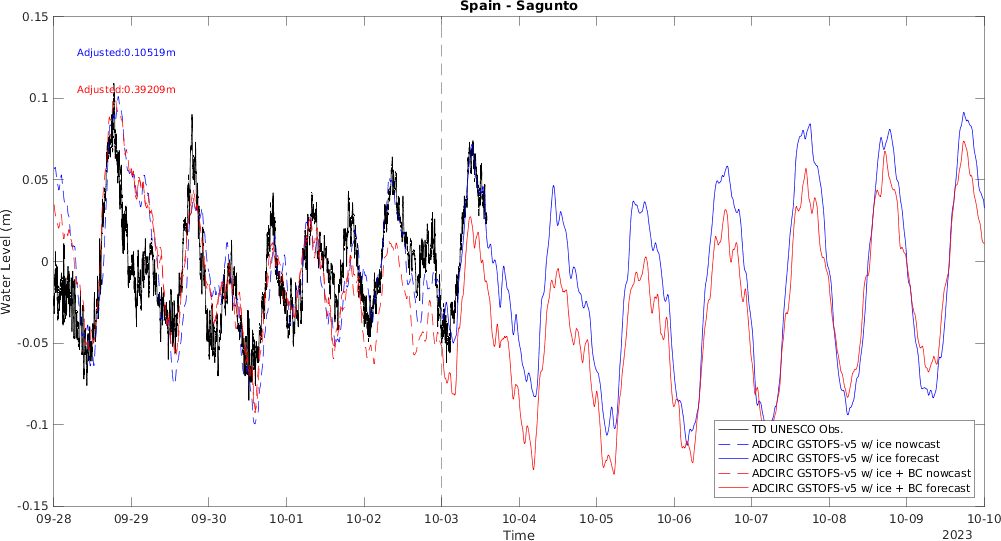 Spain - Sagunto
0.15
Adjusted:0.10519m
0.1
Adjusted:0.39209m
0.05
0
-0.05
-0.1
-0.15
Water Level (m)
TD UNESCO Obs.
ADCIRC GSTOFS-v5 w/ ice nowcast
ADCIRC GSTOFS-v5 w/ ice forecast
ADCIRC GSTOFS-v5 w/ ice + BC nowcast
ADCIRC GSTOFS-v5 w/ ice + BC forecast
09-28 09-29 09-30 10-01 10-02 10-03 10-04 10-05 10-06 10-07 10-08 10-09 10-10
Time
2023